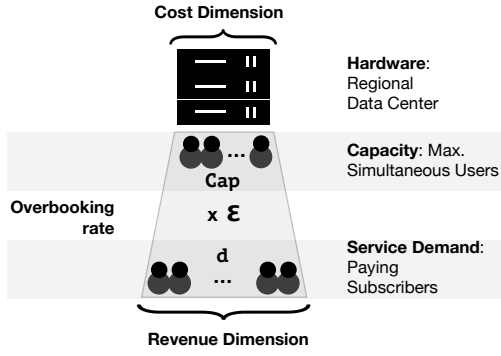 Cost Dimension
Hardware:
Regional
Data Center
...
Cap
Capacity: Max.
Simultaneous Users
Overbooking
rate
x ε
d
...
Service Demand:
Paying
Subscribers
Revenue Dimension